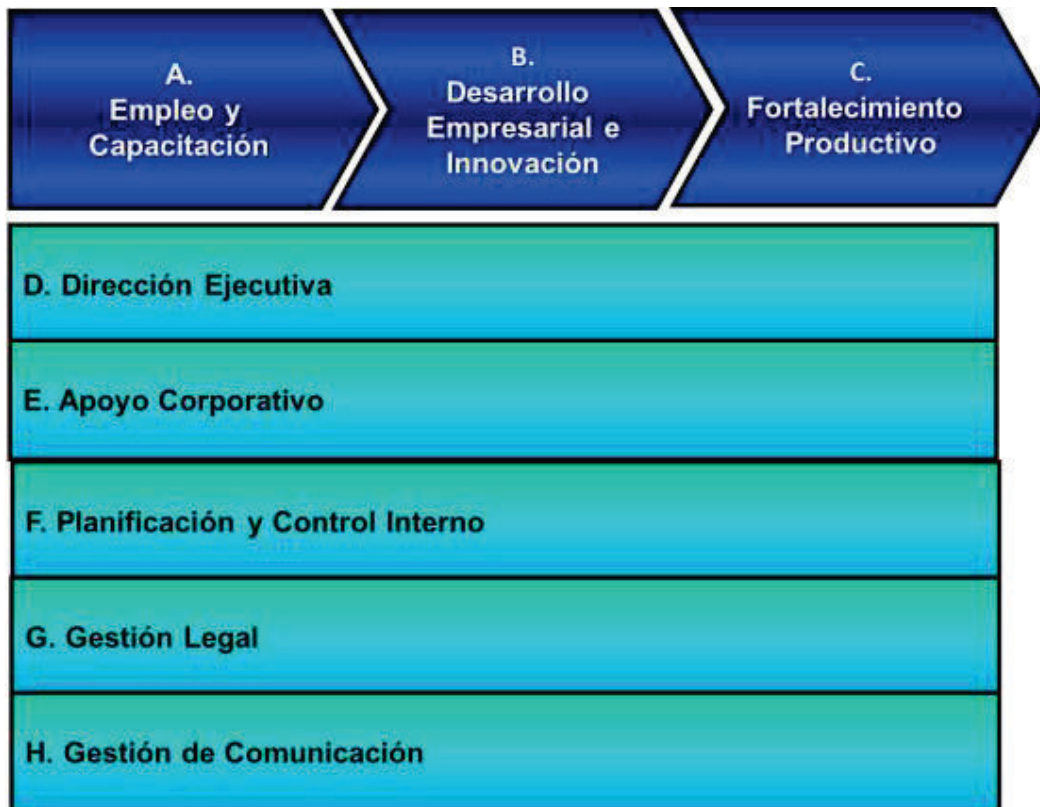 A.
Empleo y
Capacitación
B.
Desarrollo
Empresarial e
Innovación
C.
Fortalecimiento
Productivo
D. Dirección Ejecutiva
E. Apoyo Corporativo
F. Planificación y Control Interno
G. Gestión Legal
H. Gestión de Comunicación